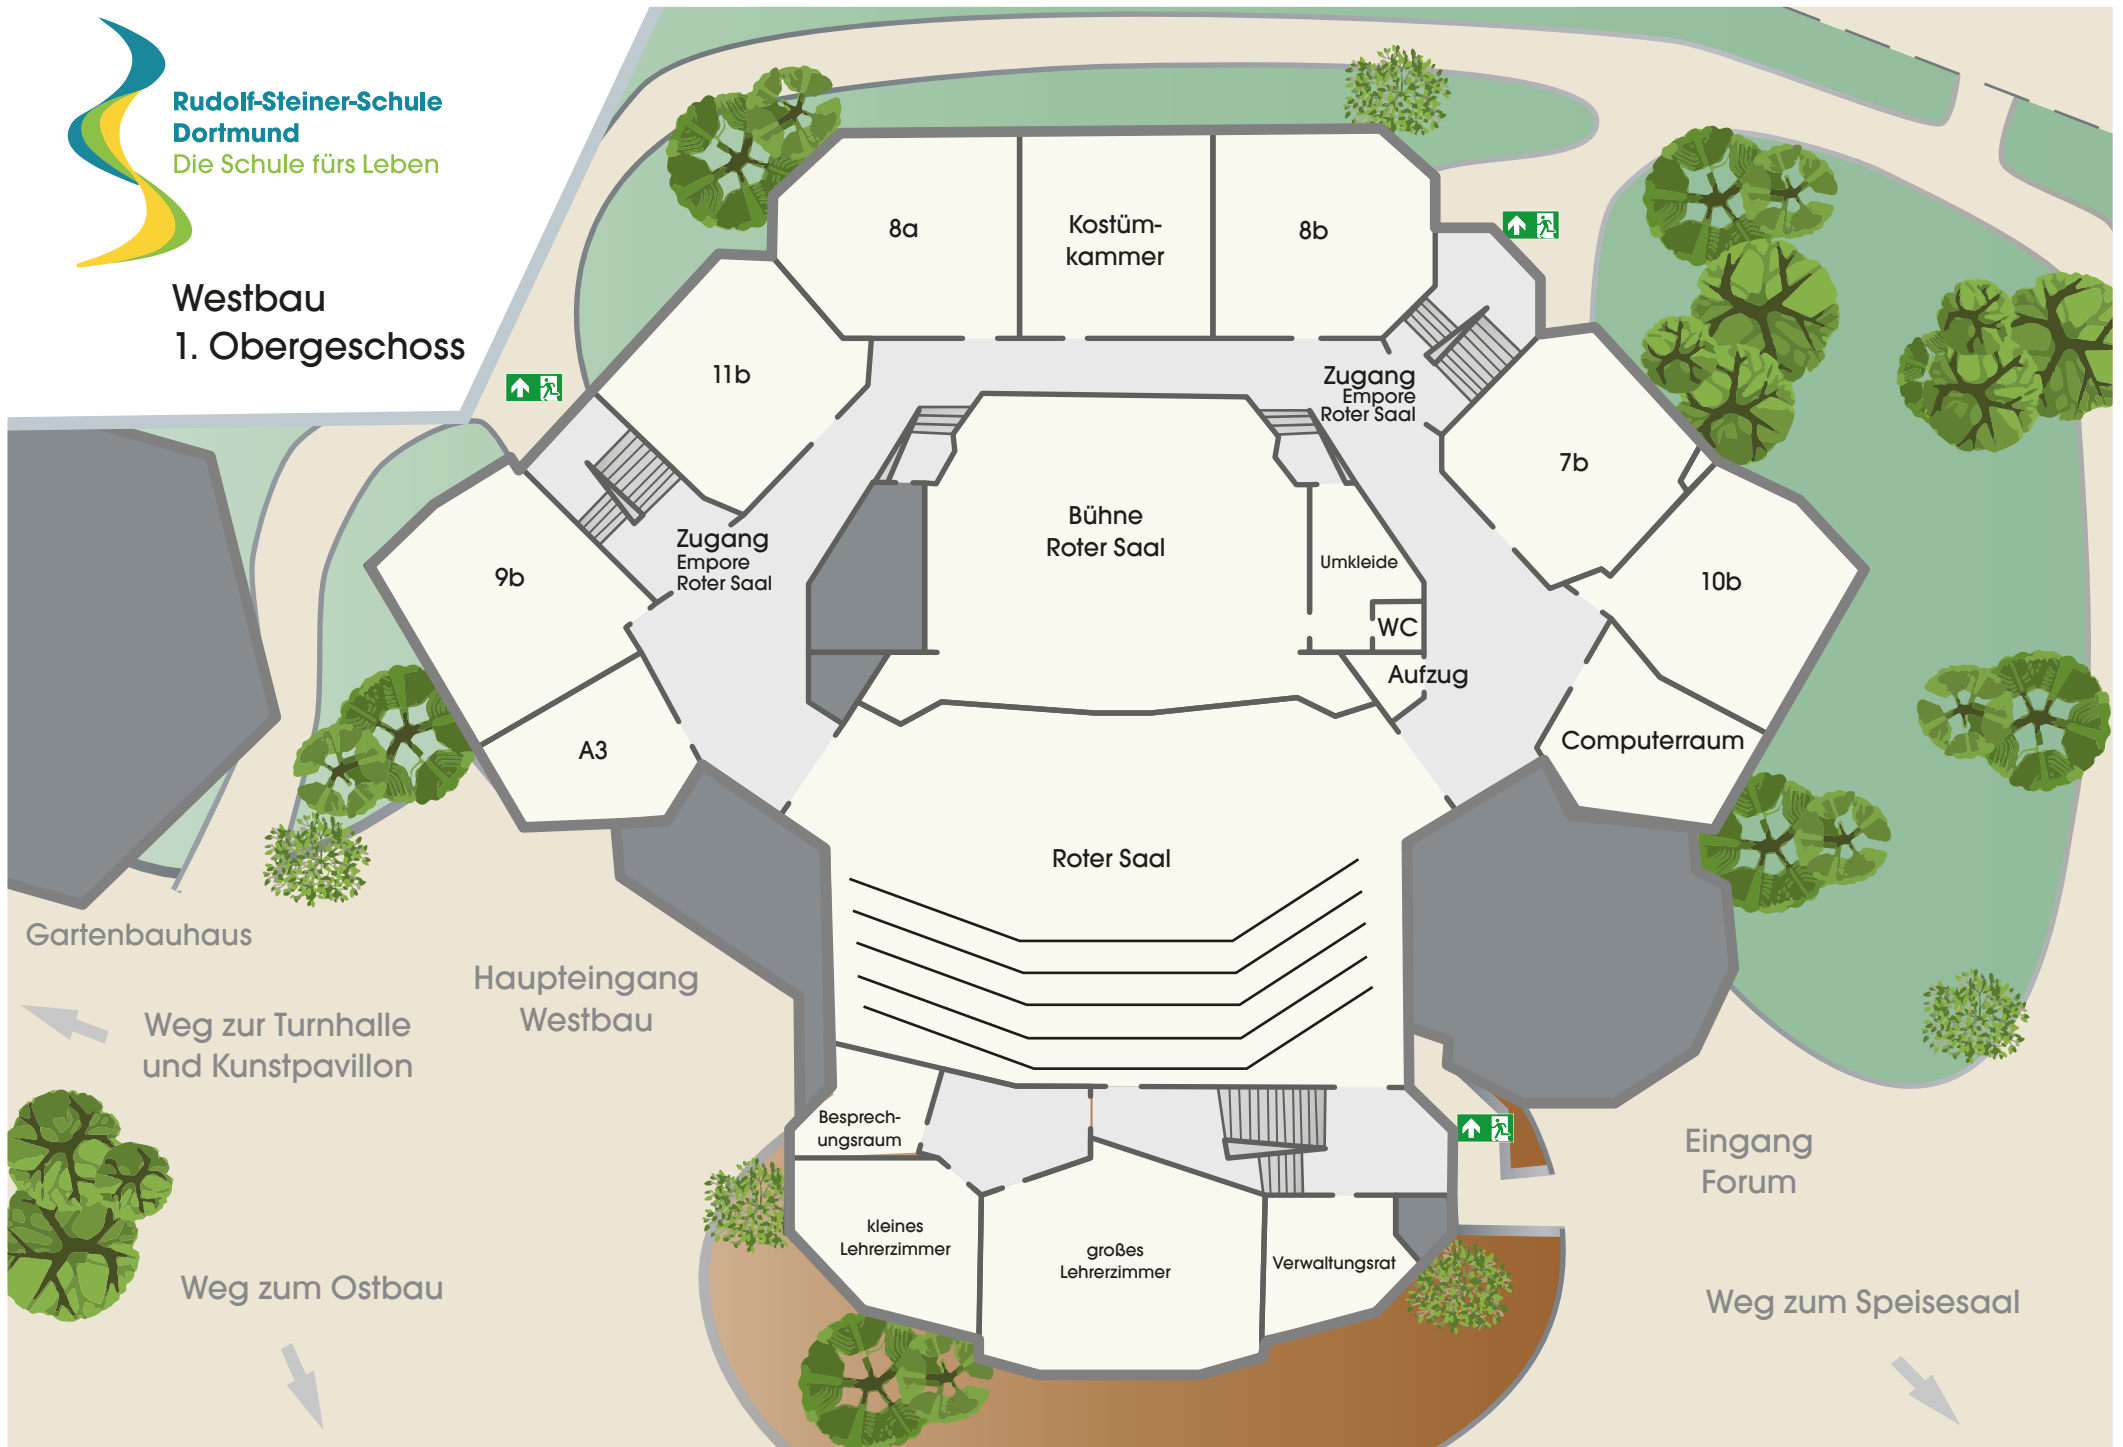 Rudolf-Steiner-Schule
Dortmund
Die Schule fürs Leben
Westbau
1. Obergeschoss
8a
Kostüm-
kammer
8b
11b
Zugang
Empore
Roter Saal
7b
Bühne
Roter Saal
Zugang
Empore
Roter Saal
Umkleide
9b
10b
WC
Aufzug
A3
Computerraum
Roter Saal
Gartenbauhaus
Haupteingang
Westbau
Weg zur Turnhalle
und Kunstpavillon
Besprech-
ungsraum
Eingang
Forum
kleines
Lehrerzimmer
großes
Lehrerzimmer
Verwaltungsrat
Weg zum Ostbau
Weg zum Speisesaal